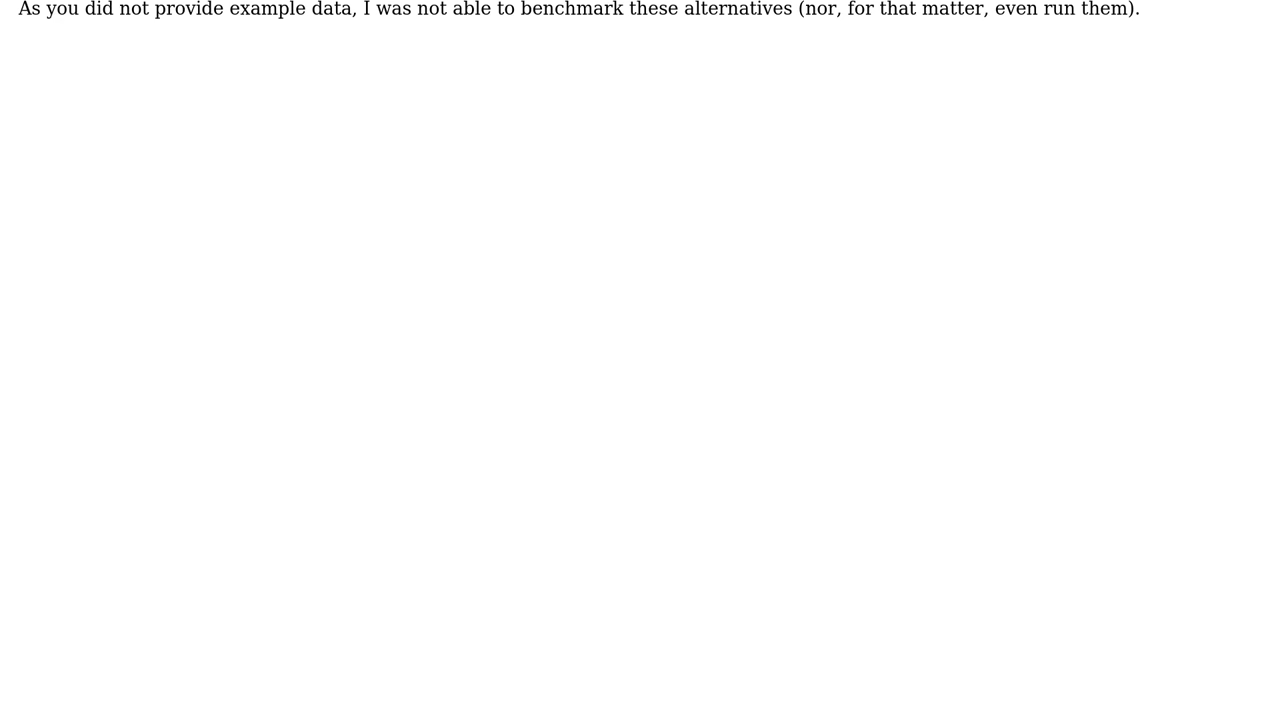 As you did not provide example data, I was not able to benchmark these alternatives (nor, for that matter, even run them).